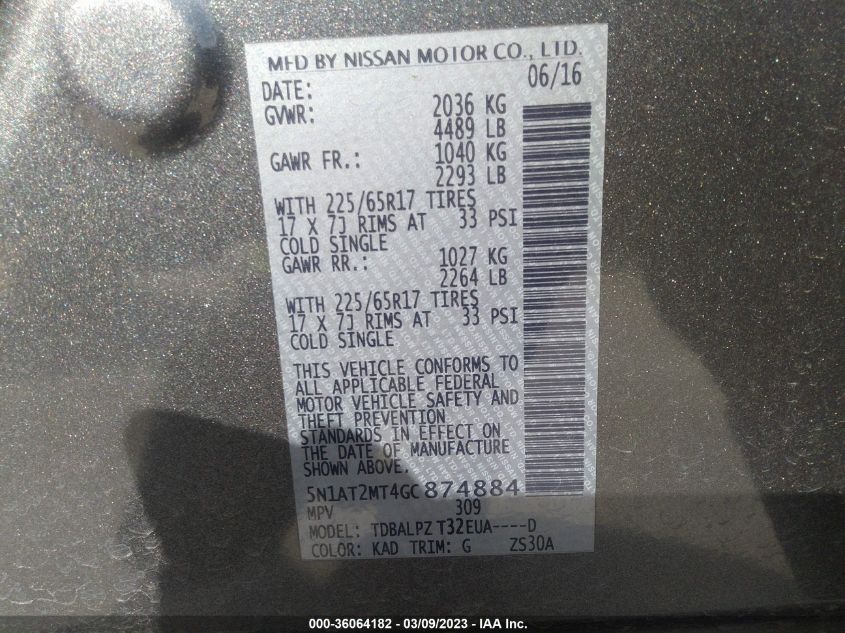 MFD BY NISSAN MOTOR CO., LTD.
DATE: 06/16
GVWR: 2036 KG
4489 LB
GAWR FR.: 1040 KG
2293 LB
WITH 225/65R17 TIRES
17 X 7J RIMS AT 33 PSI
COLD SINGLE
GAWR RR.: 1027 KG
2264 LB
WITH 225/65R17 TIRES
17 X 7J RIMS AT 33 PSI
COLD SINGLE
THIS VEHICLE CONFORMS TO
ALL APPLICABLE FEDERAL
MOTOR VEHICLE SAFETY AND
THEFT PREVENTION
STANDARDS IN EFFECT ON
THE DATE OF MANUFACTURE
SHOWN ABOVE.
5N1AT2MT4GC874884
MPV 309
MODEL: TDBALPZ T32EUA----D
COLOR: KAD TRIM: G ZS30A
000-36064182 - 03/09/2023 - IAA Inc.